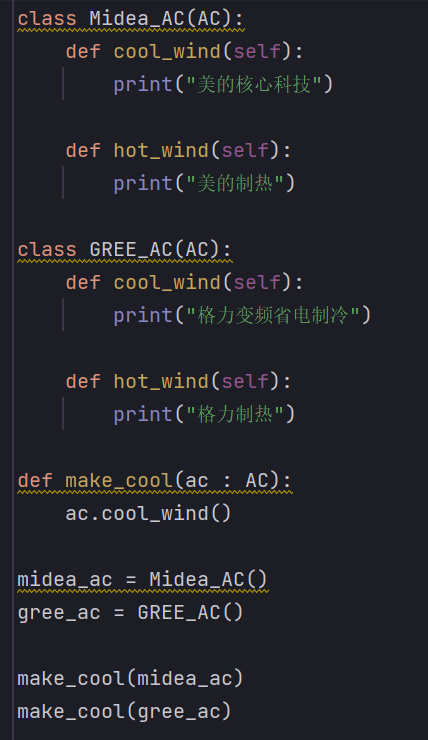 class Midea_AC(AC):
    def cool_wind(self):
        print("美的核心科技")
    def hot_wind(self):
        print("美的制热")
class GREE_AC(AC):
    def cool_wind(self):
        print("格力变频省电制冷")
    def hot_wind(self):
        print("格力制热")
def make_cool(ac : AC):
    ac.cool_wind()
midea_ac = Midea_AC()
gree_ac = GREE_AC()
make_cool(midea_ac)
make_cool(gree_ac)